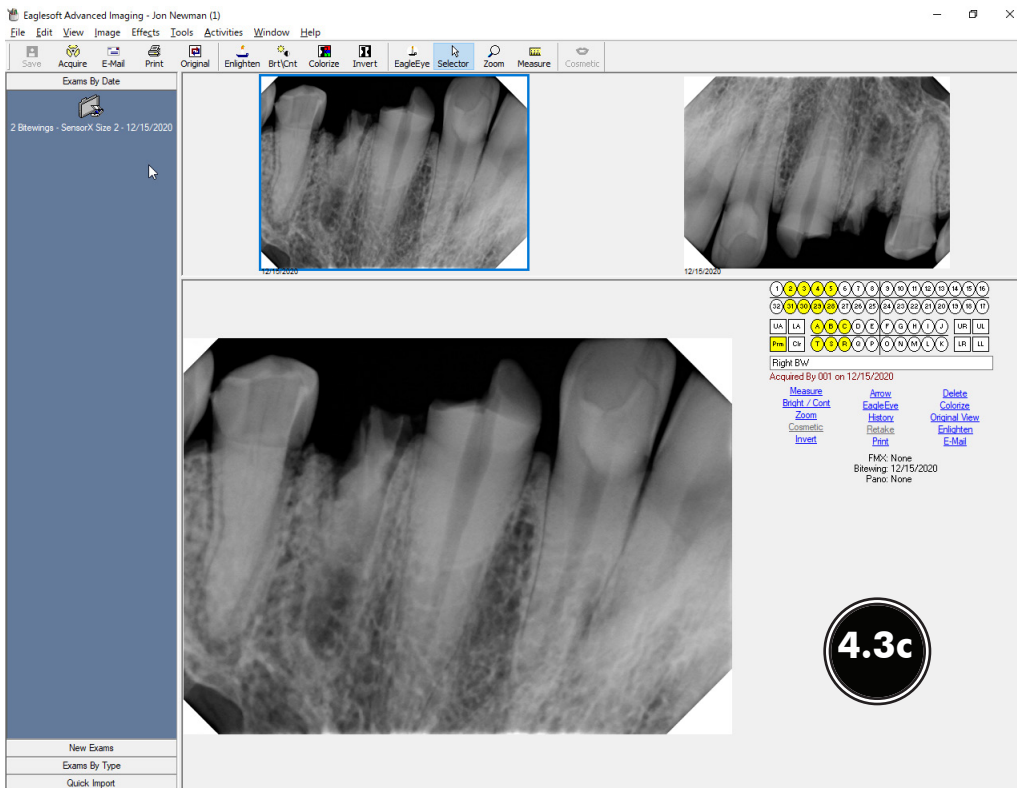 Eaglesoft Advanced Imaging - Jon Newman (1)
File Edit View Image Effects Tools Activities Window Help
Save Acquire E-Mail Print Original Enlighten Brt\Cnt Colorize Invert EagleEye Selector Zoom Measure Cosmetic
Exams By Date
2 Bitewings - SensorX Size 2 - 12/15/2020
12/15/2020
12/15/2020
1 2 3 4 5 6 7 8 9 10 11 12 13 14 15 16
32 31 30 29 28 27 26 25 24 23 22 21 20 19 18 17
UA LA A B C D E F G H I J UR UL
Prm Clr T S R Q P O N M L K LR LL
Right BW
Acquired By 001 on 12/15/2020
Measure Arrow Delete
Bright / Cont EagleEye Colorize
Zoom History Original View
Cosmetic Retake Enlighten
Invert Print E-Mail
FMX: None
Bitewing: 12/15/2020
Pano: None
4.3c
New Exams
Exams By Type
Quick Import